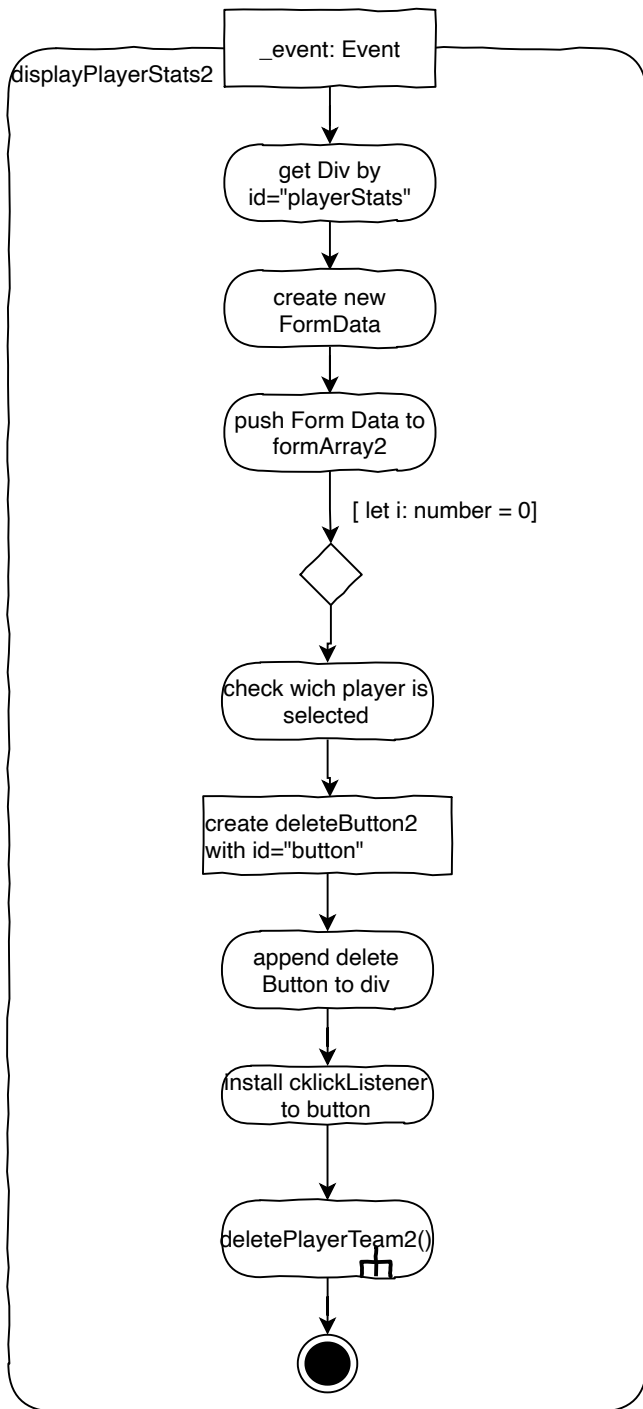 _event: Event
displayPlayerStats2
get Div by
id="playerStats"
create new
FormData
push Form Data to
formArray2
[ let i: number = 0]
check wich player is
selected
create deleteButton2
with id="button"
append delete
Button to div
install cklickListener
to button
deletePlayerTeam2()